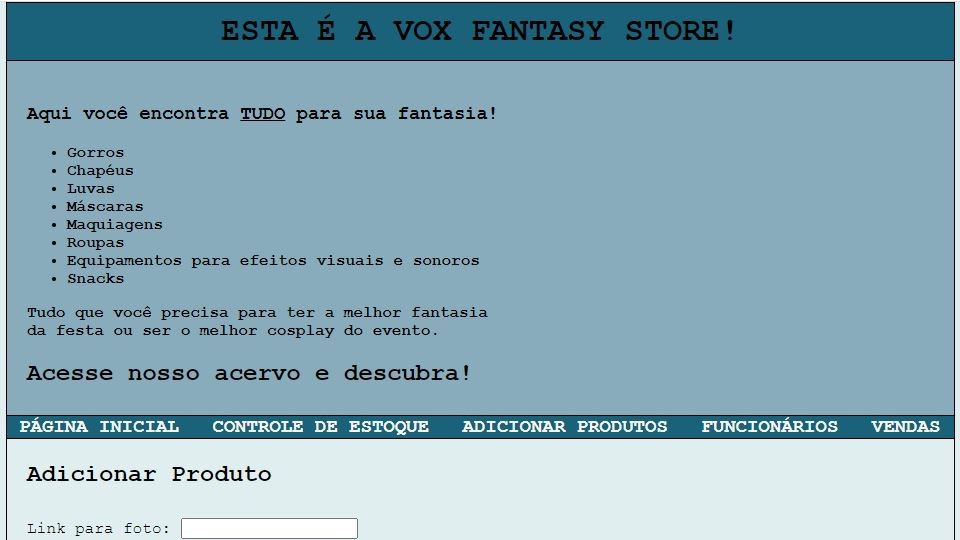 ESTA É A VOX FANTASY STORE!
Aqui você encontra TUDO para sua fantasia!
• Gorros
• Chapéus
• Luvas
• Máscaras
• Maquiagens
• Roupas
• Equipamentos para efeitos visuais e sonoros
• Snacks
Tudo que você precisa para ter a melhor fantasia
da festa ou ser o melhor cosplay do evento.
Acesse nosso acervo e descubra!
PÁGINA INICIAL CONTROLE DE ESTOQUE ADICIONAR PRODUTOS FUNCIONÁRIOS VENDAS
Adicionar Produto
Link para foto: